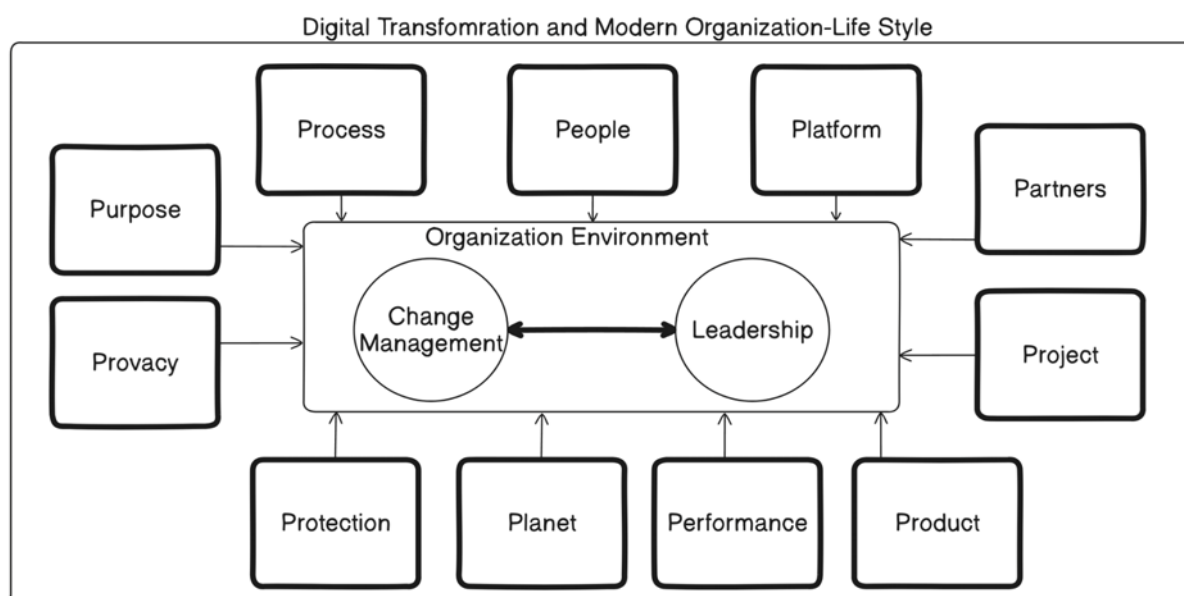 Digital Transfomration and Modern Organization-Life Style
Process
People
Platform
Purpose
Partners
Organization Environment
Change
Management
Leadership
Provacy
Project
Protection
Planet
Performance
Product